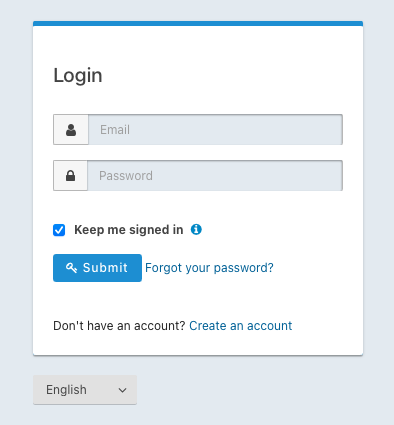 Login
Email
Password
Keep me signed in
Submit Forgot your password?
Don't have an account? Create an account
English